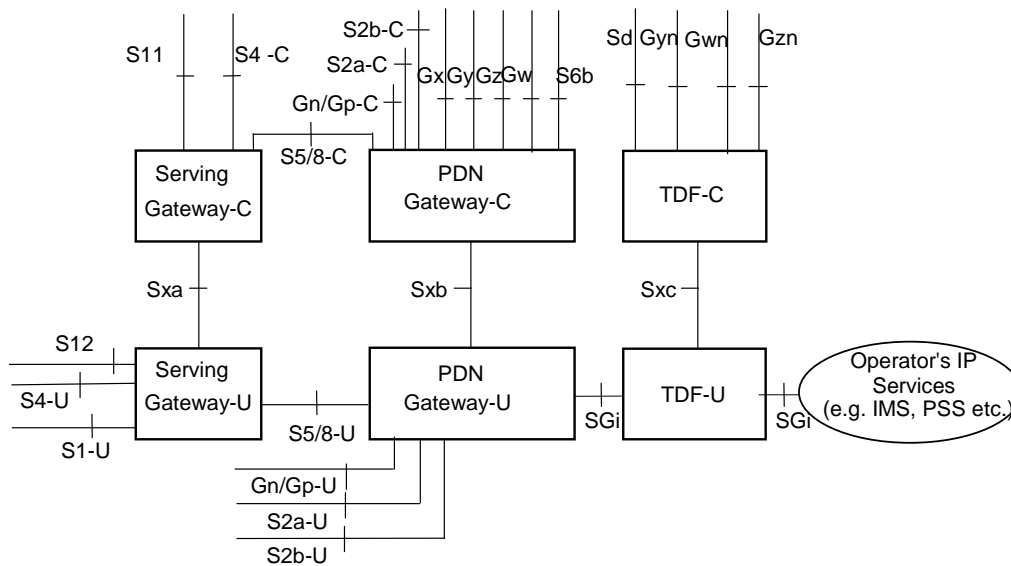 S2b-C
Sd Gyn Gwn Gzn
S11 S4 -C
S2a-C
Gx Gy Gz Gw S6b
Gn/Gp-C
S5/8-C
Serving
Gateway-C
PDN
Gateway-C
TDF-C
Sxa
Sxb
Sxc
S12
S4-U
S1-U
Serving
Gateway-U
S5/8-U
PDN
Gateway-U
SGi
TDF-U
SGi
Operator's IP
Services
(e.g. IMS, PSS etc.)
Gn/Gp-U
S2a-U
S2b-U